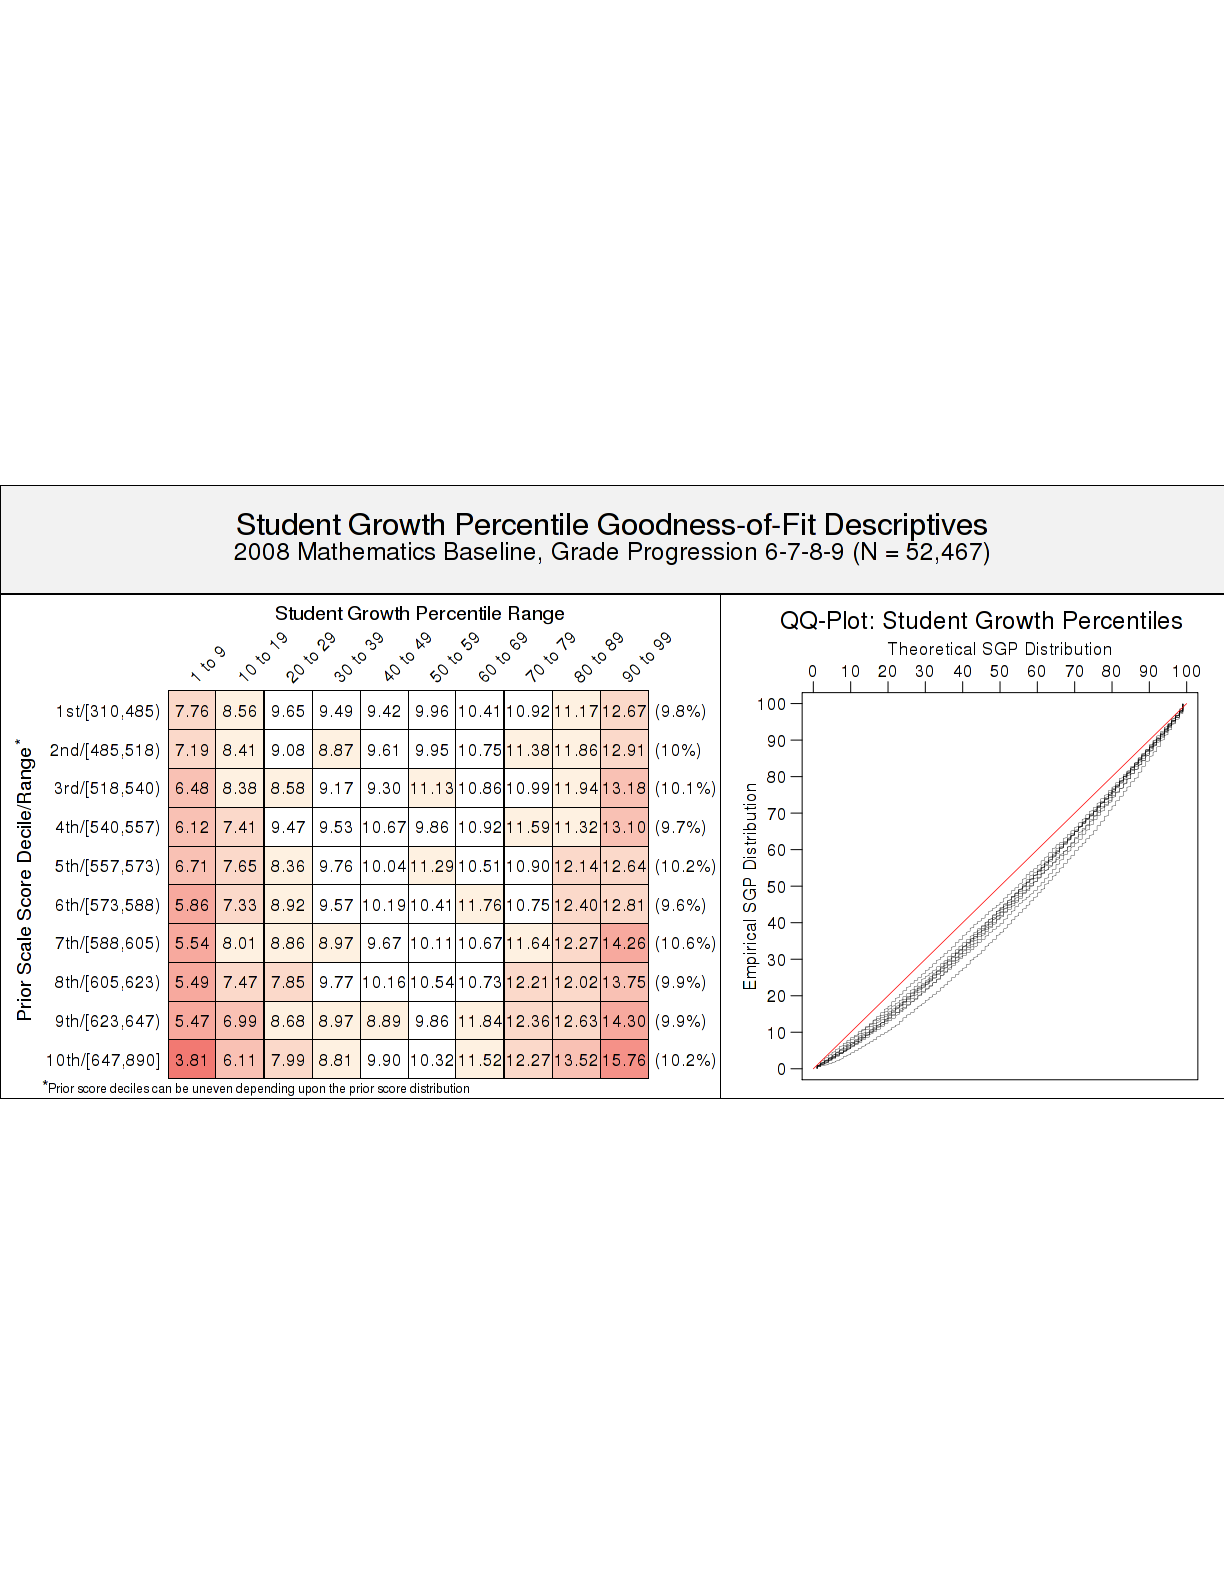 Student Growth Percentile Goodness-of-Fit Descriptives
2008 Mathematics Baseline, Grade Progression 6-7-8-9 (N = 52,467)
Student Growth Percentile Range
1 to 9 10 to 19 20 to 29 30 to 39 40 to 49 50 to 59 60 to 69 70 to 79 80 to 89 90 to 99
Prior Scale Score Decile/Range*
1st/[310,485) 7.76 8.56 9.65 9.49 9.42 9.96 10.41 10.92 11.17 12.67 (9.8%)
2nd/[485,518) 7.19 8.41 9.08 8.87 9.61 9.95 10.75 11.38 11.86 12.91 (10%)
3rd/[518,540) 6.48 8.38 8.58 9.17 9.30 11.13 10.86 10.99 11.94 13.18 (10.1%)
4th/[540,557) 6.12 7.41 9.47 9.53 10.67 9.86 10.92 11.59 11.32 13.10 (9.7%)
5th/[557,573) 6.71 7.65 8.36 9.76 10.04 11.29 10.51 10.90 12.14 12.64 (10.2%)
6th/[573,588) 5.86 7.33 8.92 9.57 10.19 10.41 11.76 10.75 12.40 12.81 (9.6%)
7th/[588,605) 5.54 8.01 8.86 8.97 9.67 10.11 10.67 11.64 12.27 14.26 (10.6%)
8th/[605,623) 5.49 7.47 7.85 9.77 10.16 10.54 10.73 12.21 12.02 13.75 (9.9%)
9th/[623,647) 5.47 6.99 8.68 8.97 8.89 9.86 11.84 12.36 12.63 14.30 (9.9%)
10th/[647,890] 3.81 6.11 7.99 8.81 9.90 10.32 11.52 12.27 13.52 15.76 (10.2%)
*Prior score deciles can be uneven depending upon the prior score distribution
QQ-Plot: Student Growth Percentiles
Theoretical SGP Distribution
0 10 20 30 40 50 60 70 80 90 100
Empirical SGP Distribution
100
90
80
70
60
50
40
30
20
10
0